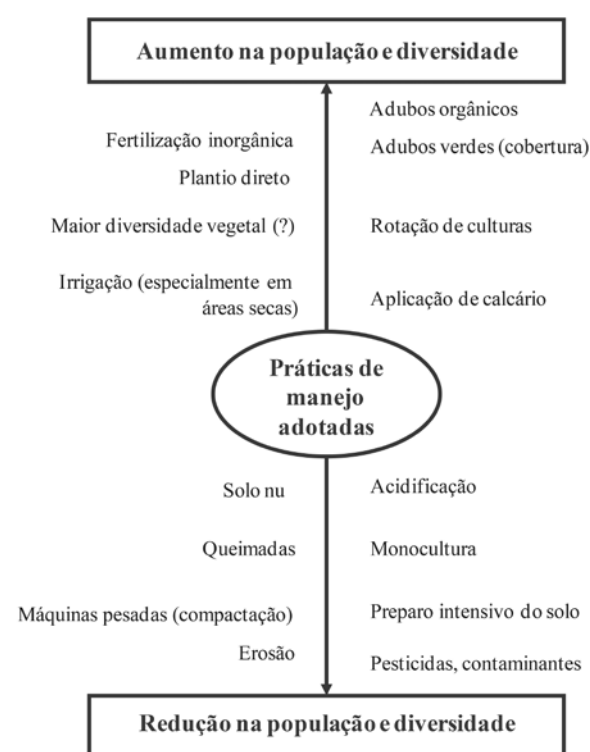 Aumento na população e diversidade
Adubos orgânicos
Fertilização inorgânica
Adubos verdes (cobertura)
Plantio direto
Maior diversidade vegetal (?)
Rotação de culturas
Irrigação (especialmente em
áreas secas)
Aplicação de calcário
Práticas de
manejo
adotadas
Solo nu
Acidificação
Queimadas
Monocultura
Máquinas pesadas (compactação)
Preparo intensivo do solo
Erosão
Pesticidas, contaminantes
Redução na população e diversidade